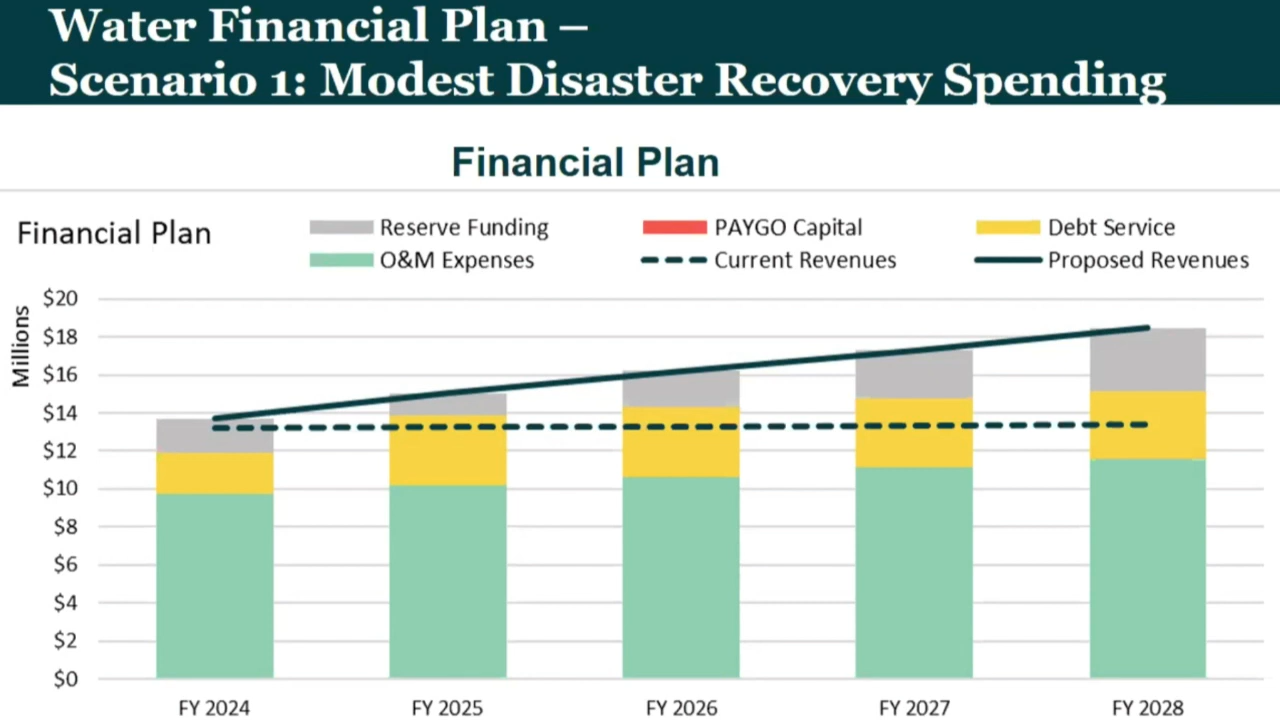 Water Financial Plan –
Scenario 1: Modest Disaster Recovery Spending
Financial Plan
Financial Plan
Reserve Funding
PAYGO Capital
Debt Service
O&M Expenses
Current Revenues
Proposed Revenues
Millions
$20
$18
$16
$14
$12
$10
$8
$6
$4
$2
$0
FY 2024
FY 2025
FY 2026
FY 2027
FY 2028